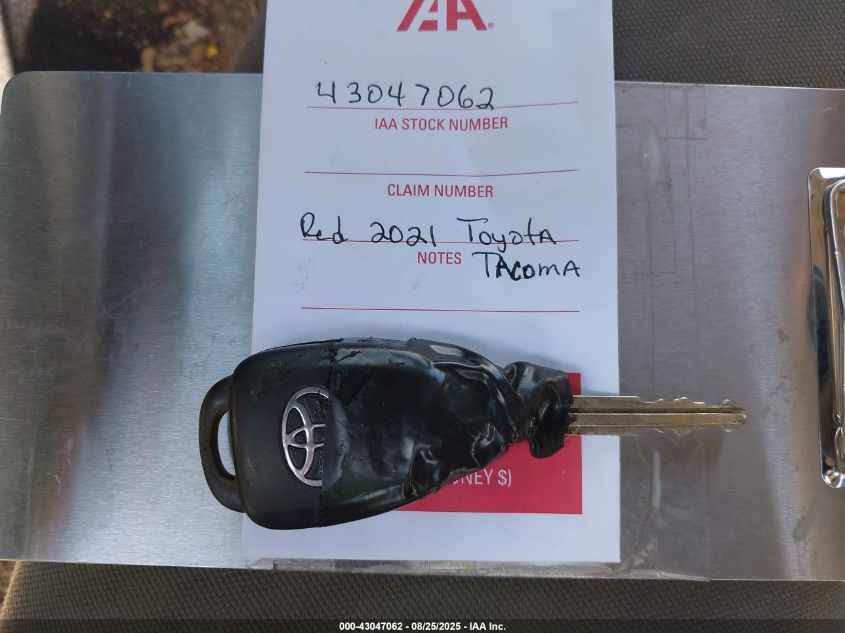 IAA®
43047062
IAA STOCK NUMBER
CLAIM NUMBER
Red 2021 Toyota
NOTES TACOMA
$)
000-43047062 - 08/25/2025 - IAA Inc.